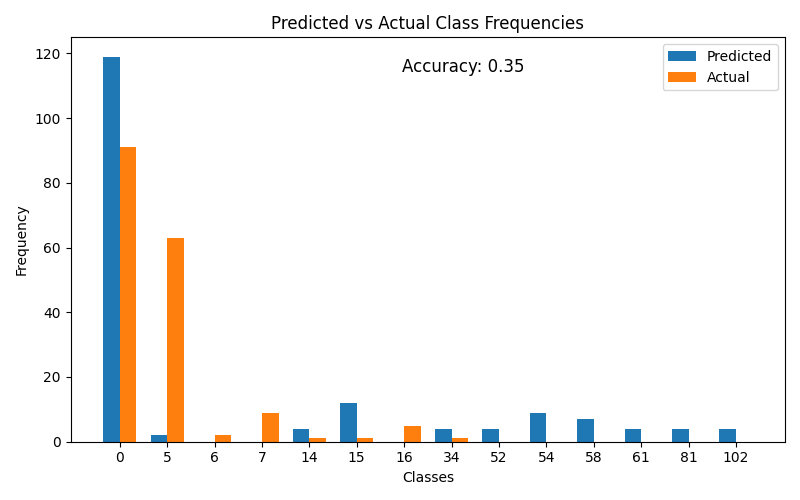 Predicted vs Actual Class Frequencies
Accuracy: 0.35
Predicted
Actual
Frequency
120
100
80
60
40
20
0
0 5 6 7 14 15 16 34 52 54 58 61 81 102
Classes